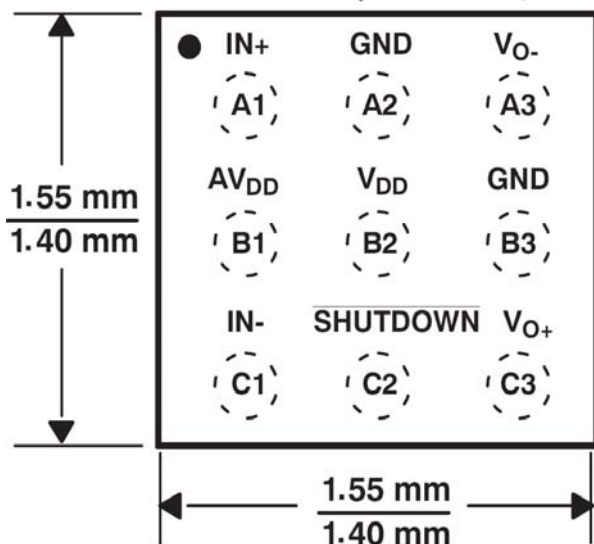 IN+ GND VO-
A1 A2 A3
AVDD VDD GND
1.55 mm
1.40 mm
B1 B2 B3
IN- SHUTDOWN VO+
C1 C2 C3
1.55 mm
1.40 mm